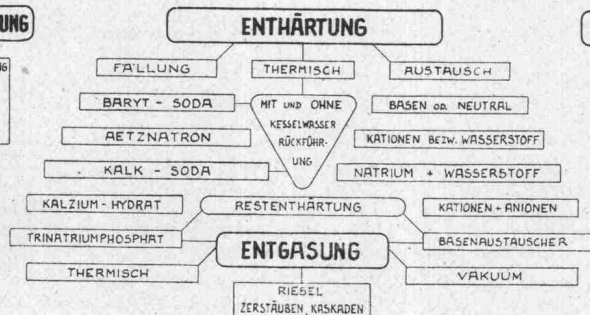 UNG
ENTHÄRTUNG
NG
FÄLLUNG
THERMISCH
AUSTAUSCH
BARYT - SODA
MIT UND OHNE
KESSELWASSER
RÜCKFÜHR-
UNG
BASEN OD. NEUTRAL
AETZNATRON
KATIONEN BEZW. WASSERSTOFF
KALK - SODA
NATRIUM + WASSERSTOFF
KALZIUM - HYDRAT
RESTENTHÄRTUNG
KATIONEN + ANIONEN
TRINATRIUMPHOSPHAT
ENTGASUNG
BASENAUSTAUSCHER
THERMISCH
VAKUUM
RIESEL
ZERSTÄUBEN, KASKADEN